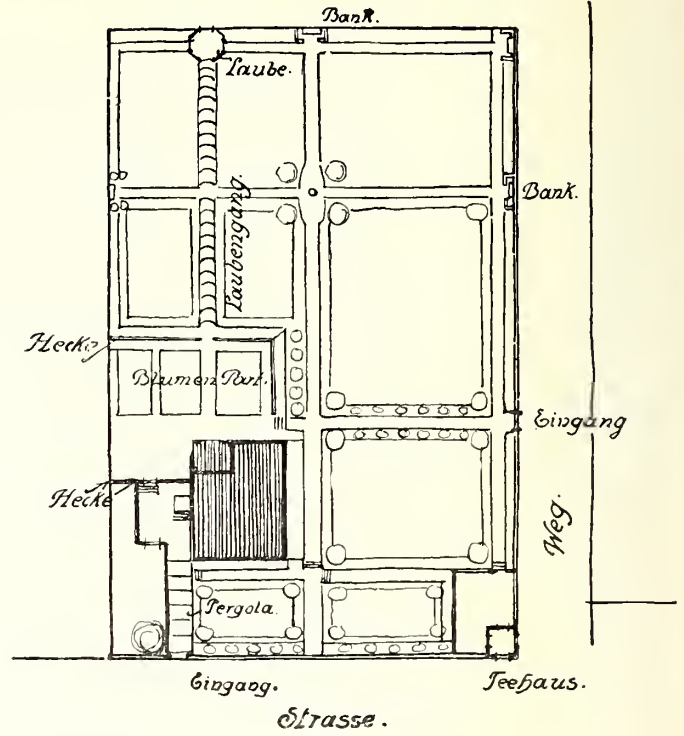 Bank.
Laube.
Laubengang.
Bank.
Hecke
Blumen Part.
Eingang
Hecke
Weg.
Pergola.
Eingang.
Teehaus.
Strasse.